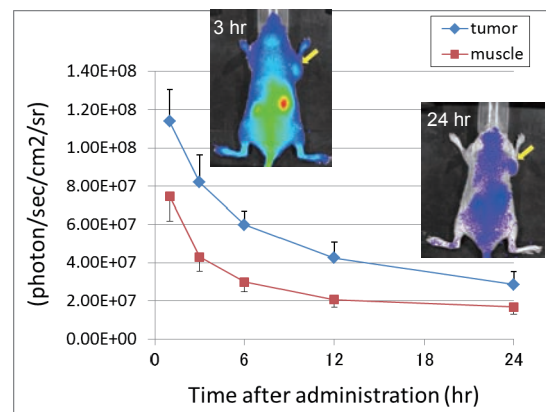 3 hr
tumor
muscle
24 hr
(photon/sec/cm2/sr)
1.40E+08
1.20E+08
1.00E+08
8.00E+07
6.00E+07
4.00E+07
2.00E+07
0.00E+00
0 6 12 18 24
Time after administration (hr)